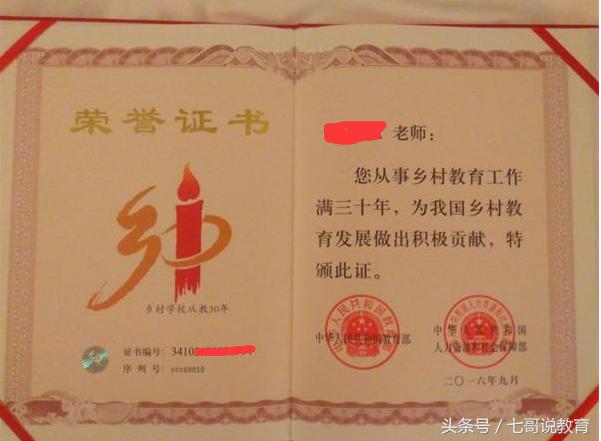 荣誉证书
乡村学校从教30年
证书编号：3410
序 列 号：00009010
老师：
您从事乡村教育工作
满三十年，为我国乡村教
育发展做出积极贡献，特
颁此证。
中华人民共和国教育部
中华人民共和国
人力资源和社会保障部
二〇一六年九月
头条号／七哥说教育